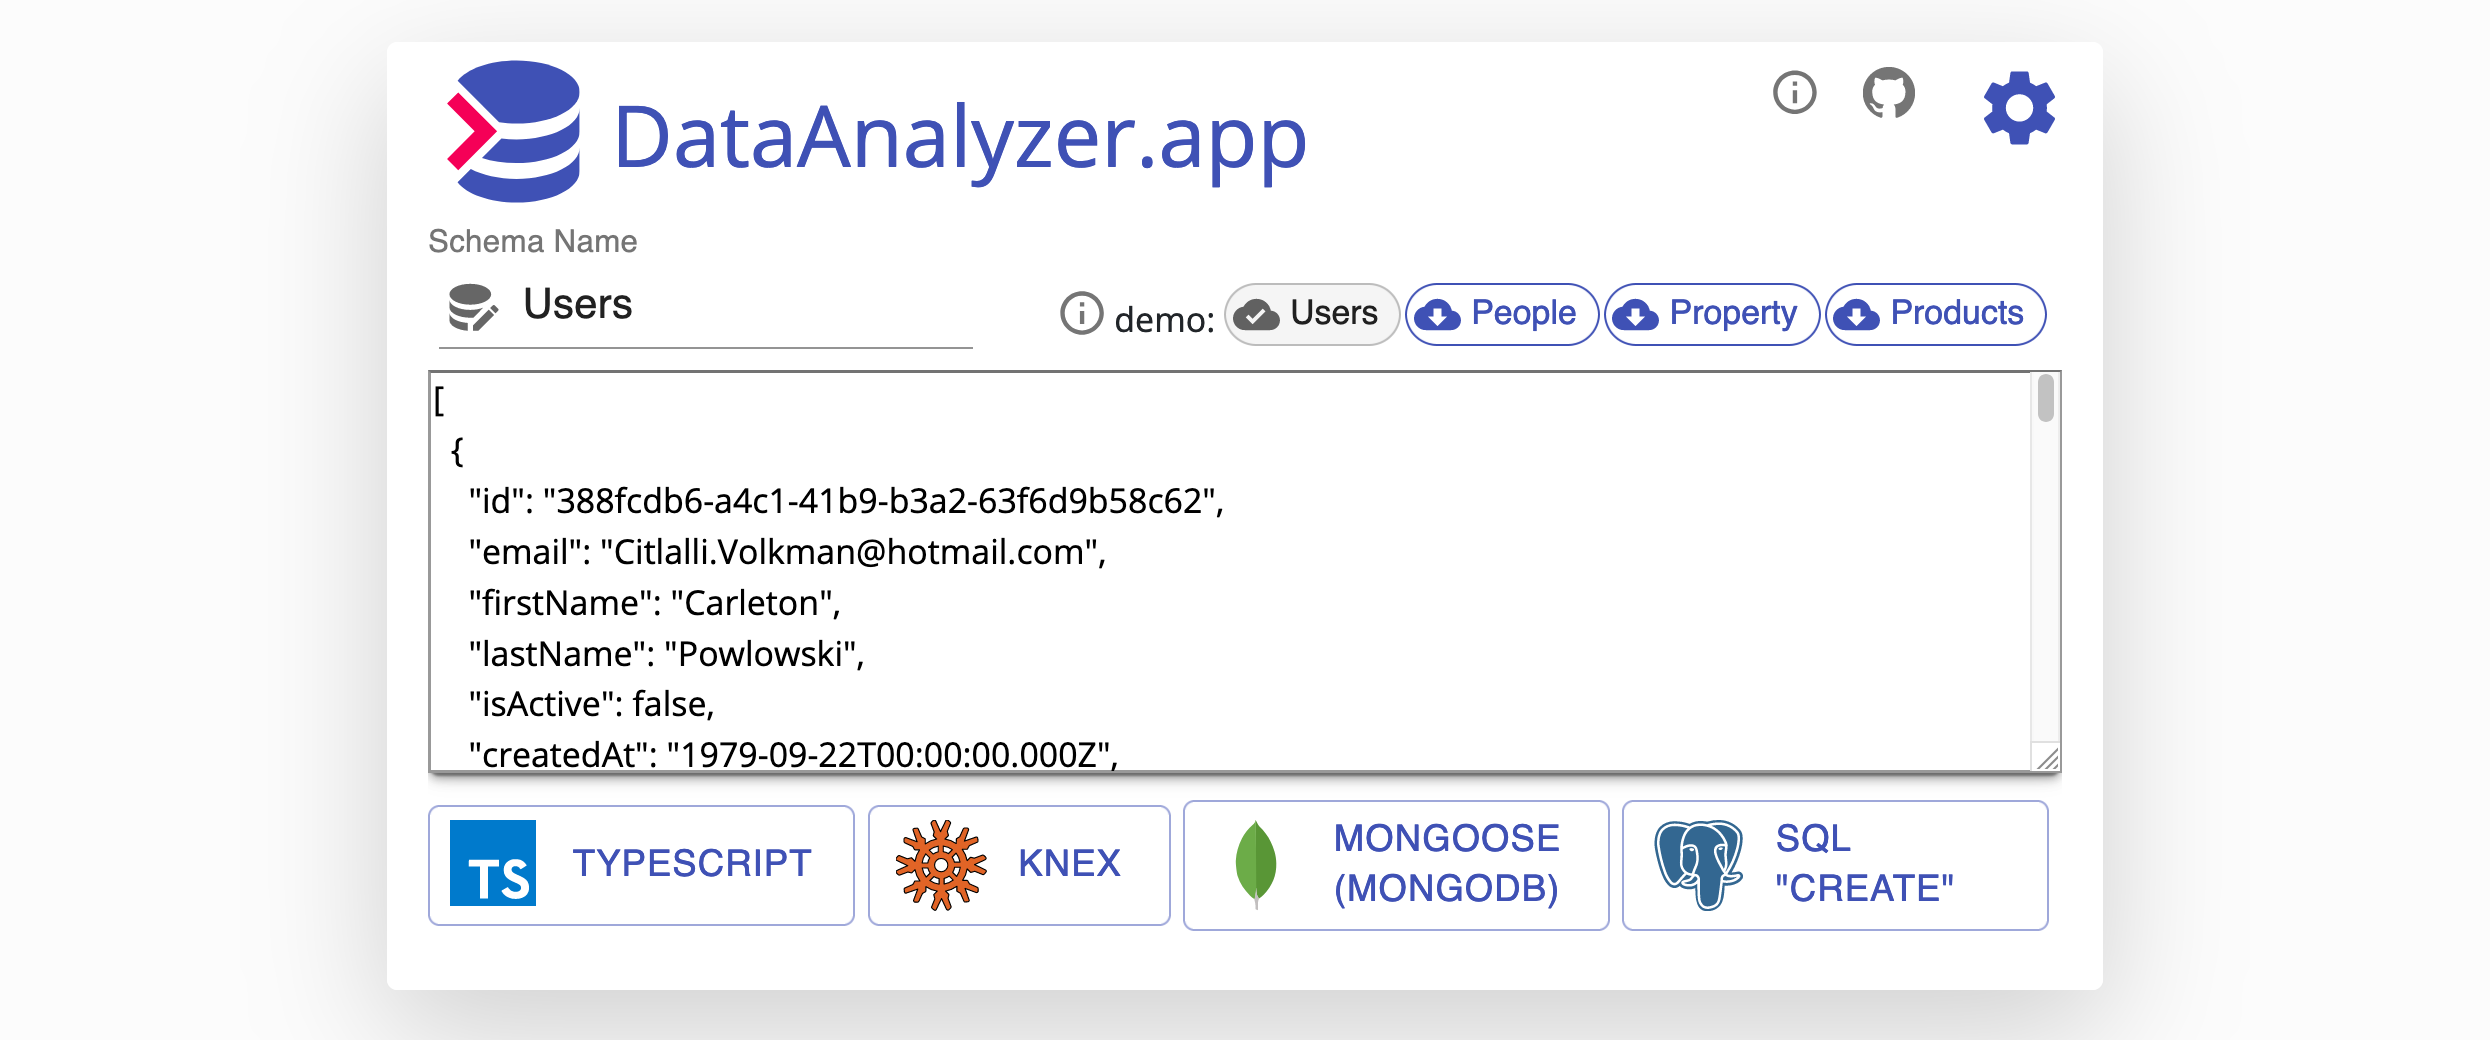 DataAnalyzer.app
Schema Name
Users
demo: Users People Property Products
[
{
"id": "388fcdb6-a4c1-41b9-b3a2-63f6d9b58c62",
"email": "Citlalli.Volkman@hotmail.com",
"firstName": "Carleton",
"lastName": "Powlowski",
"isActive": false,
"createdAt": "1979-09-22T00:00:00.000Z",
TS TYPESCRIPT
KNEX
MONGOOSE
(MONGODB)
SQL
"CREATE"